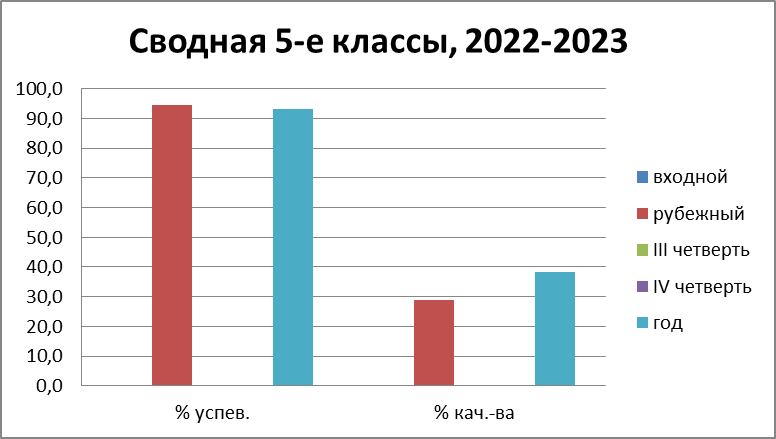 Сводная 5-е классы, 2022-2023
100,0
90,0
80,0
70,0
60,0
50,0
40,0
30,0
20,0
10,0
0,0
% успев.
% кач.-ва
входной
рубежный
III четверть
IV четверть
год